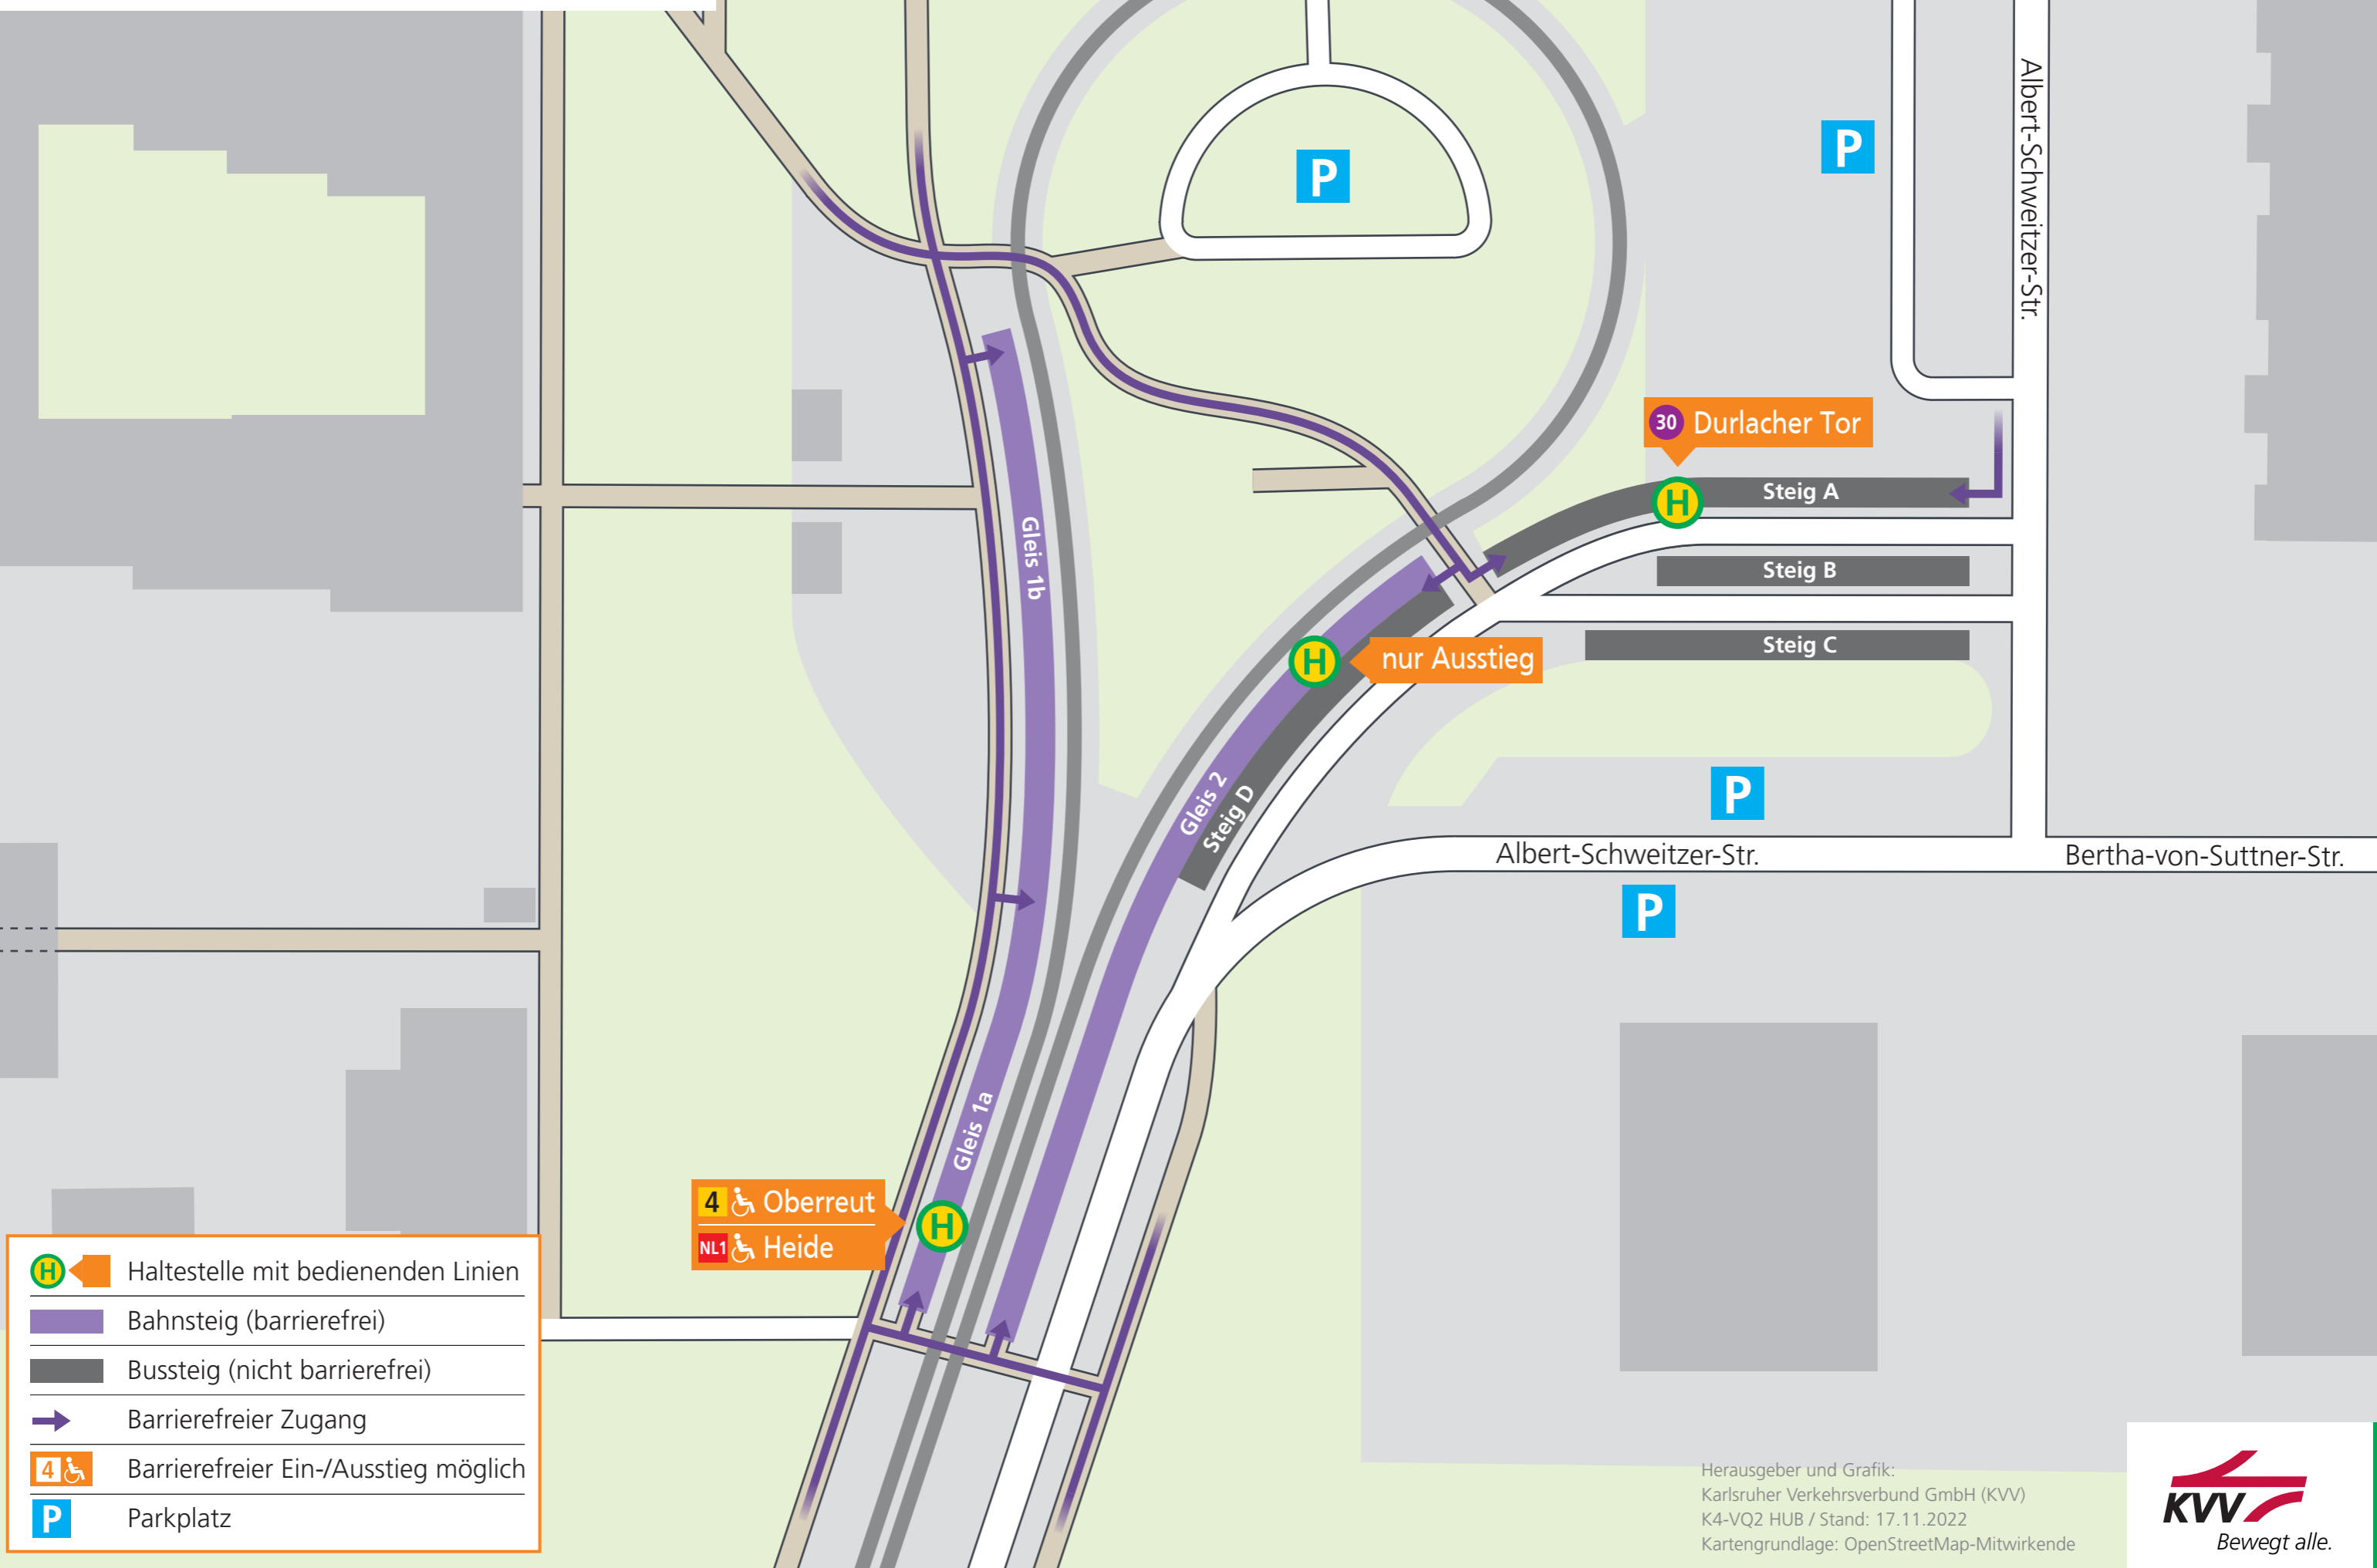 Albert-Schweitzer-Str.
P
P
30 Durlacher Tor
H
Steig A
Steig B
Steig C
Gleis 1b
H
nur Ausstieg
Gleis 2
Steig D
P
Albert-Schweitzer-Str.
Bertha-von-Suttner-Str.
P
Gleis 1a
4 Oberreut
NL1 Heide
H
H Haltestelle mit bedienenden Linien
Bahnsteig (barrierefrei)
Bussteig (nicht barrierefrei)
Barrierefreier Zugang
4 Barrierefreier Ein-/Ausstieg möglich
P Parkplatz
Herausgeber und Grafik:
Karlsruher Verkehrsverbund GmbH (KVV)
K4-VQ2 HUB / Stand: 17.11.2022
Kartengrundlage: OpenStreetMap-Mitwirkende
KVV
Bewegt alle.